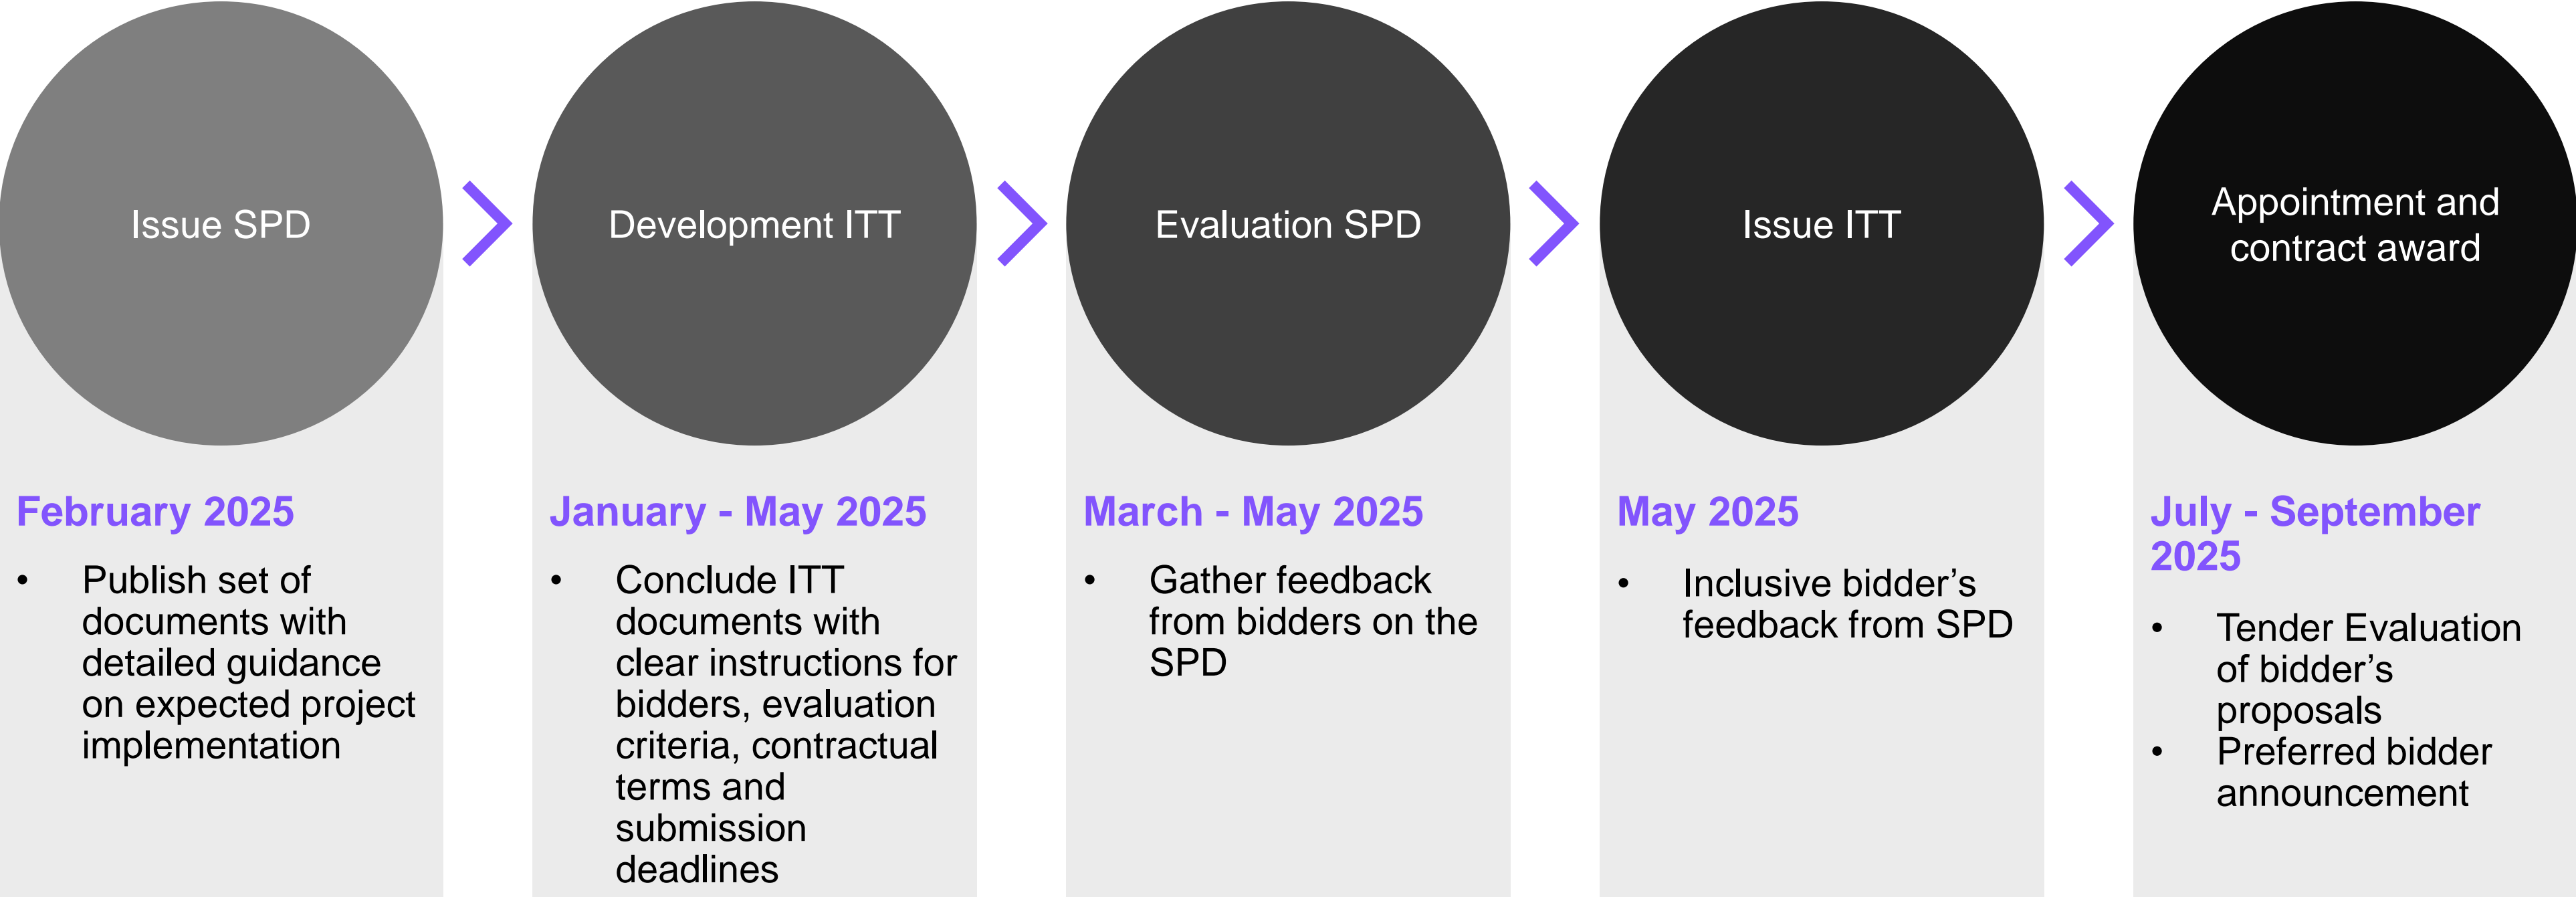 Issue SPD
Development ITT
Evaluation SPD
Issue ITT
Appointment and
contract award
February 2025
• Publish set of
documents with
detailed guidance
on expected project
implementation
January - May 2025
• Conclude ITT
documents with
clear instructions for
bidders, evaluation
criteria, contractual
terms and
submission
deadlines
March - May 2025
• Gather feedback
from bidders on the
SPD
May 2025
• Inclusive bidder’s
feedback from SPD
July - September
2025
• Tender Evaluation
of bidder’s
proposals
• Preferred bidder
announcement